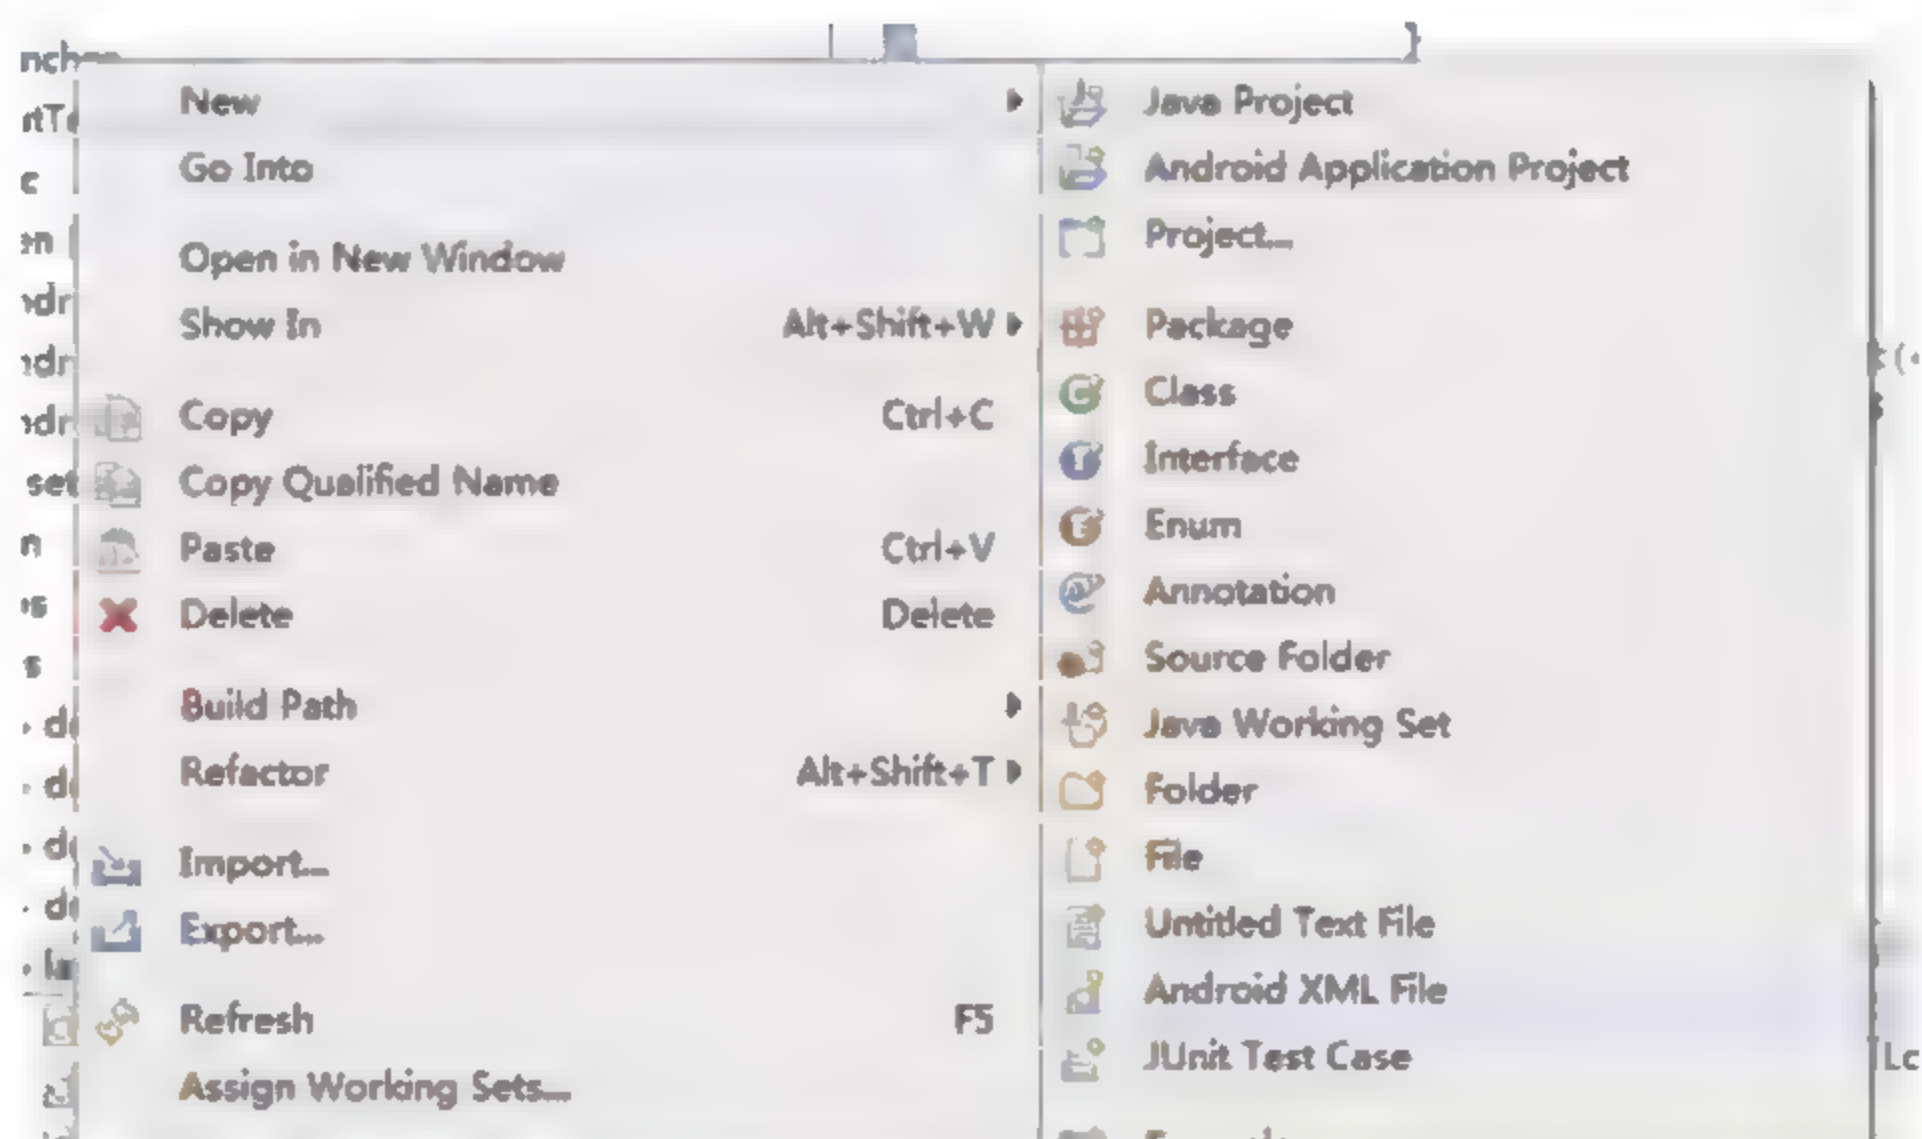 New
Go Into
Open in New Window
Show In Alt+Shift+W
Copy Ctrl+C
Copy Qualified Name
Paste Ctrl+V
Delete Delete
Build Path
Refactor Alt+Shift+T
Import...
Export...
Refresh F5
Assign Working Sets...
Java Project
Android Application Project
Project...
Package
Class
Interface
Enum
Annotation
Source Folder
Java Working Set
Folder
File
Untitled Text File
Android XML File
JUnit Test Case